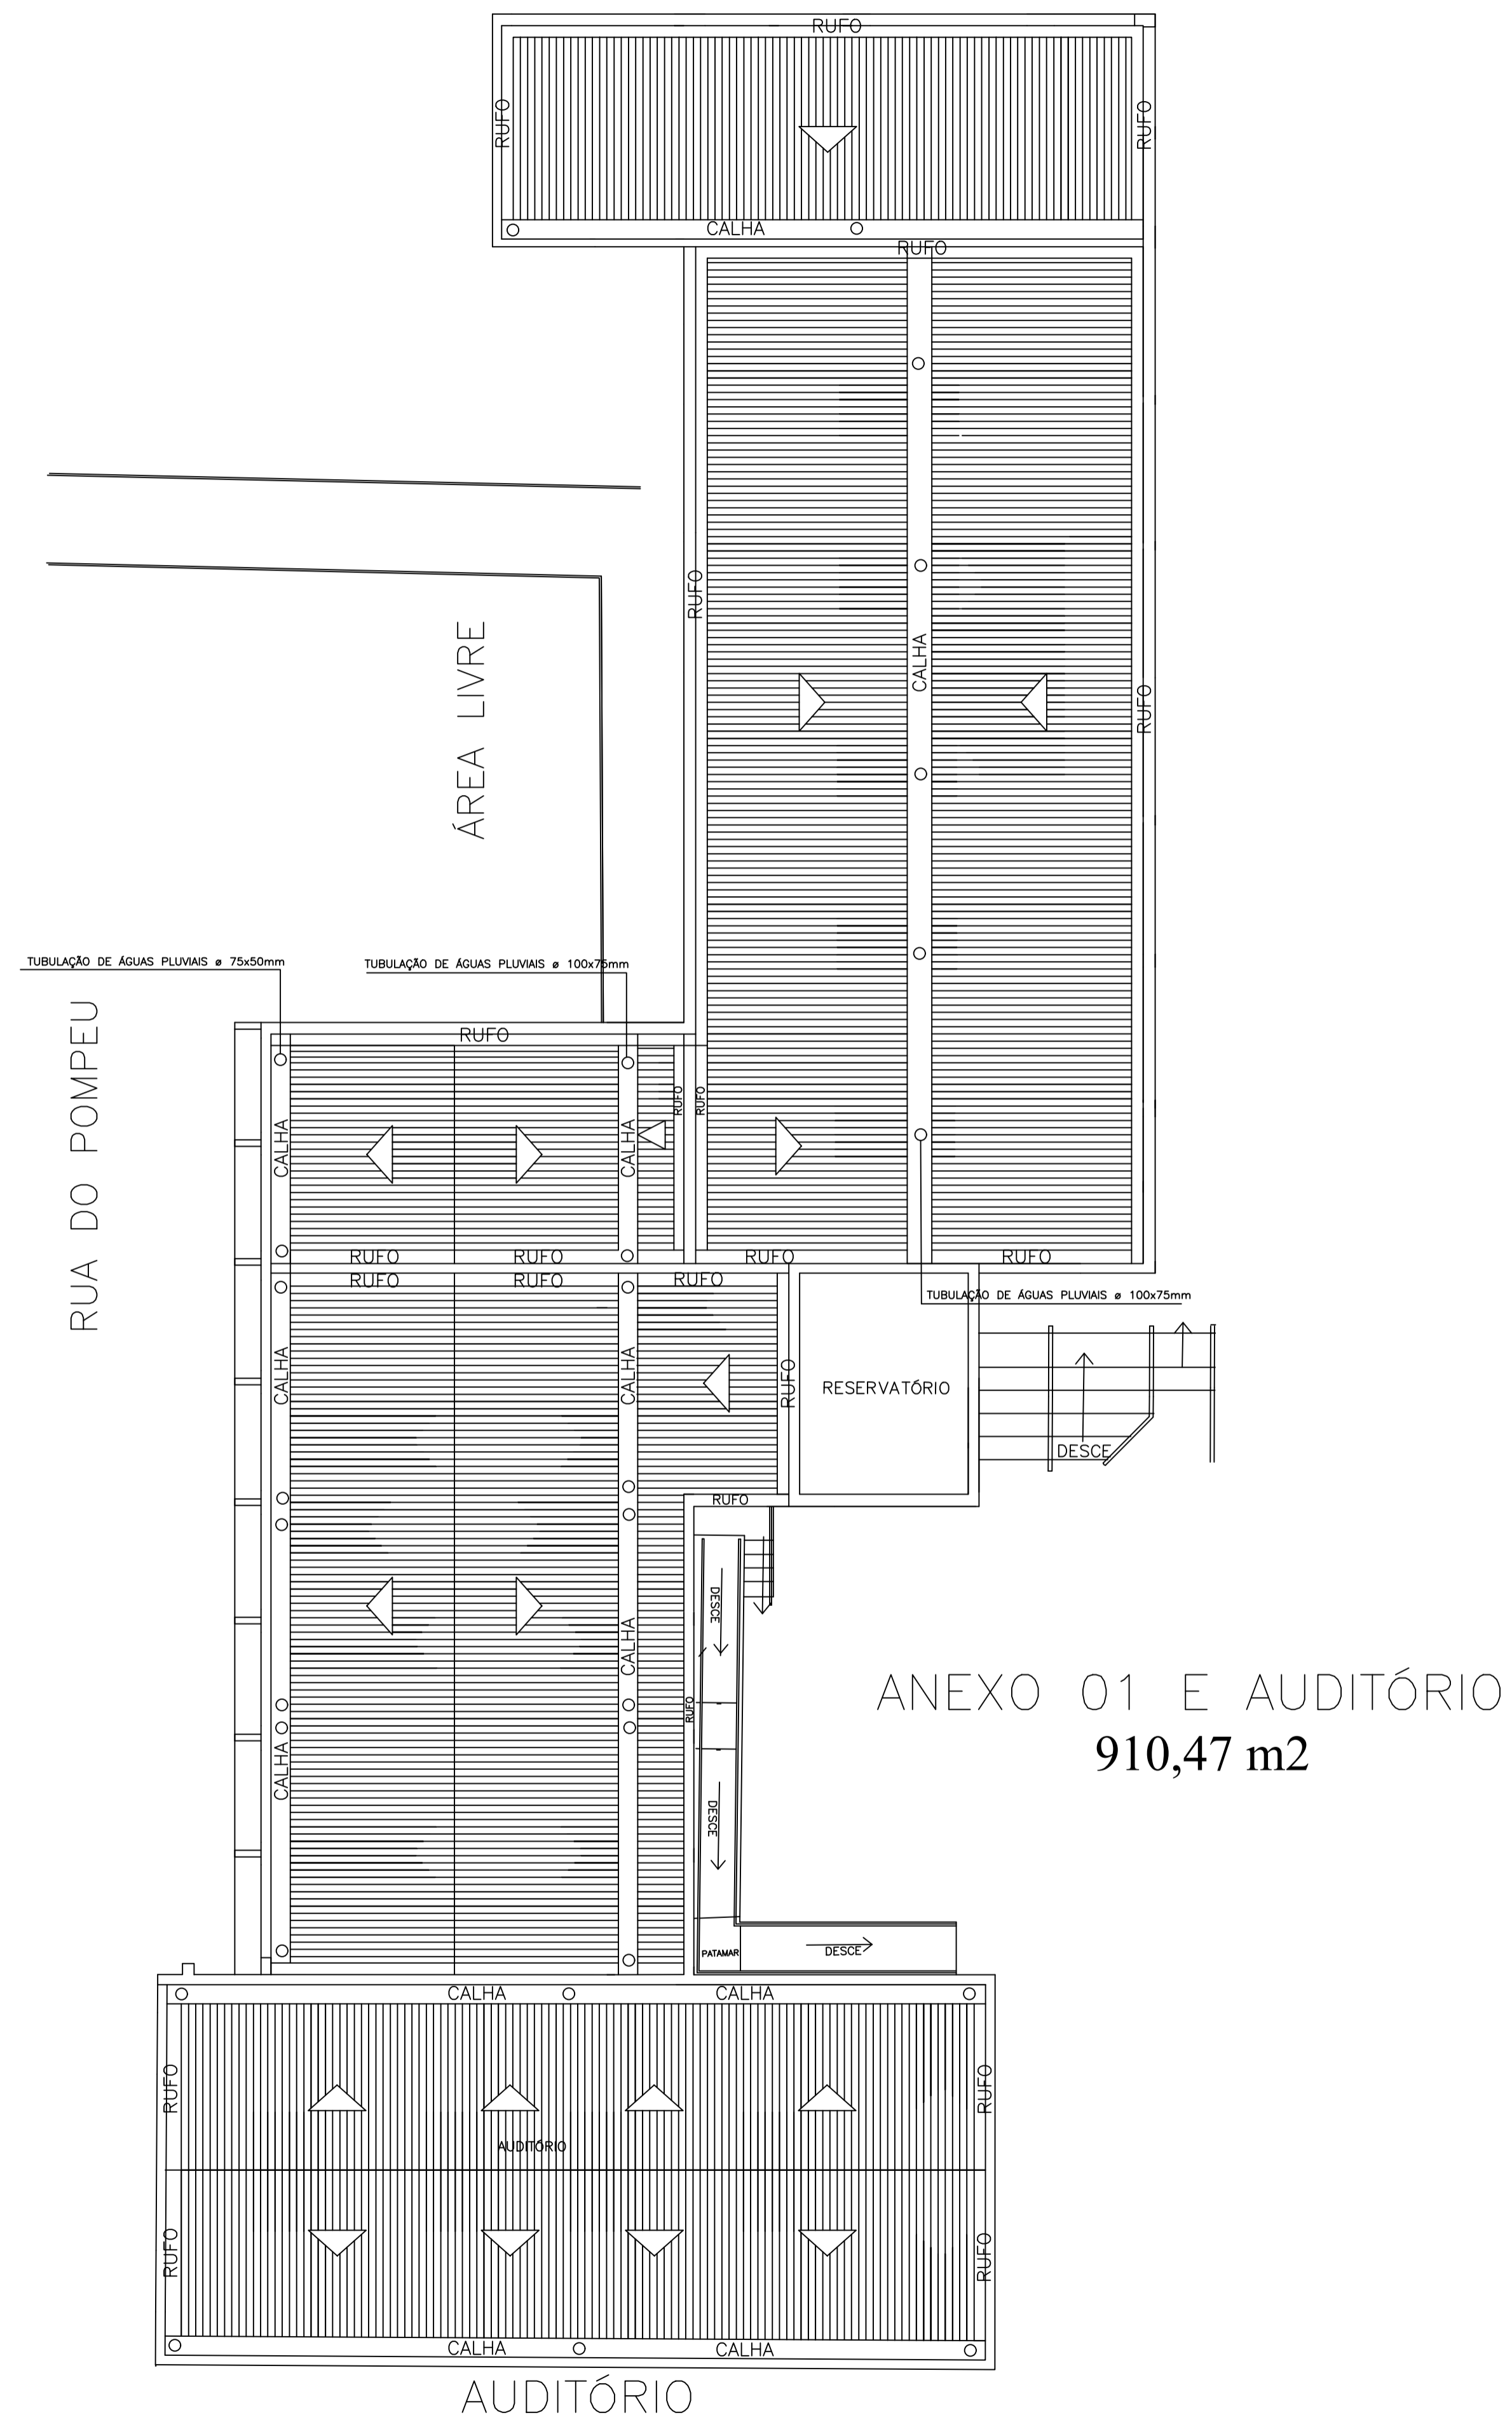 RUFO
RUFO
RUFO
CALHA
RUFO
RUFO
ÁREA LIVRE
CALHA
RUFO
TUBULAÇÃO DE ÁGUAS PLUVIAIS ø 75x50mm
TUBULAÇÃO DE ÁGUAS PLUVIAIS ø 100x75mm
RUA DO POMPEU
RUFO
RUFO
RUFO
CALHA
CALHA
RUFO
RUFO
RUFO
RUFO
RUFO
RUFO
RUFO
TUBULAÇÃO DE ÁGUAS PLUVIAIS ø 100x75mm
CALHA
CALHA
RUFO
RESERVATÓRIO
DESCE
RUFO
DESCE
CALHA
RUFO
ANEXO 01 E AUDITÓRIO
910,47 m2
CALHA
DESCE
PATAMAR
DESCE
CALHA
CALHA
RUFO
RUFO
AUDITÓRIO
RUFO
RUFO
CALHA
CALHA
AUDITÓRIO